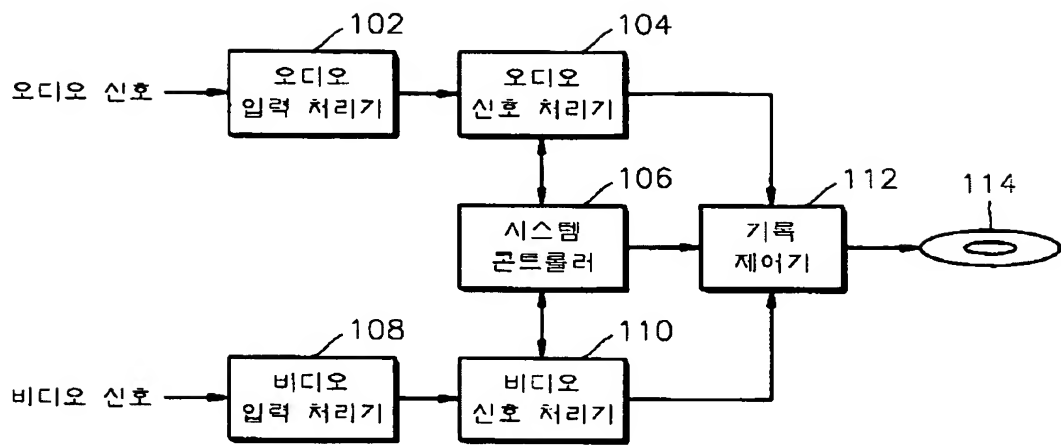 102
104
오디오 신호
오디오
입력 처리기
오디오
신호 처리기
106
112
114
시스템
콘트롤러
기록
제어기
108
110
비디오 신호
비디오
입력 처리기
비디오
신호 처리기